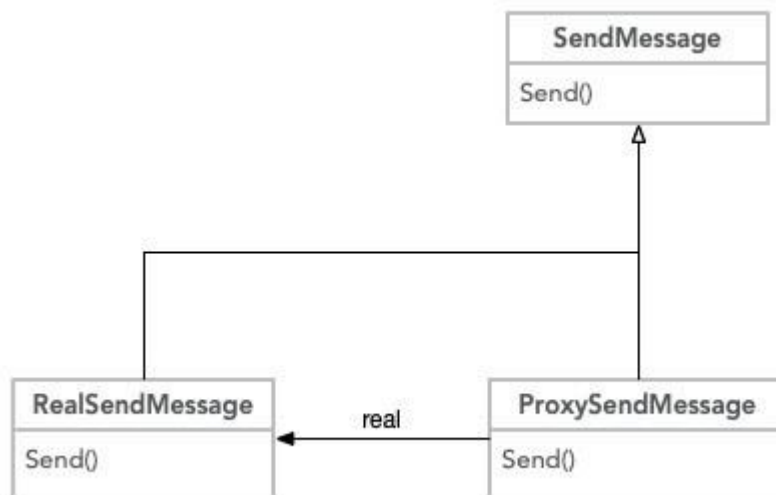 SendMessage
Send()
RealSendMessage
Send()
real
ProxySendMessage
Send()